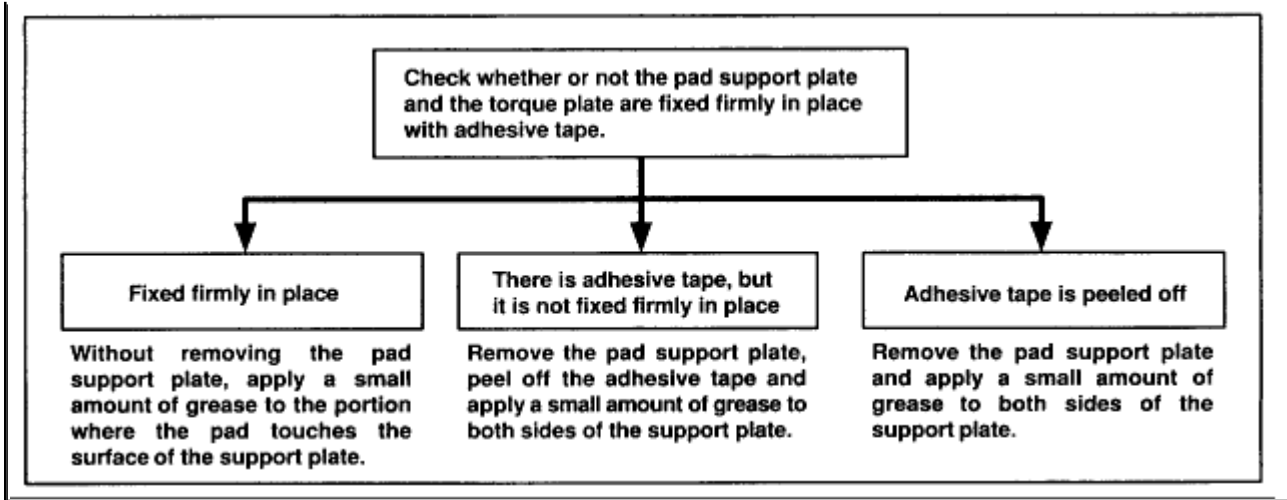 Check whether or not the pad support plate
and the torque plate are fixed firmly in place
with adhesive tape.
Fixed firmly in place
Without removing the pad
support plate, apply a small
amount of grease to the portion
where the pad touches the
surface of the support plate.
There is adhesive tape, but
it is not fixed firmly in place
Remove the pad support plate,
peel off the adhesive tape and
apply a small amount of grease to
both sides of the support plate.
Adhesive tape is peeled off
Remove the pad support plate
and apply a small amount of
grease to both sides of the
support plate.